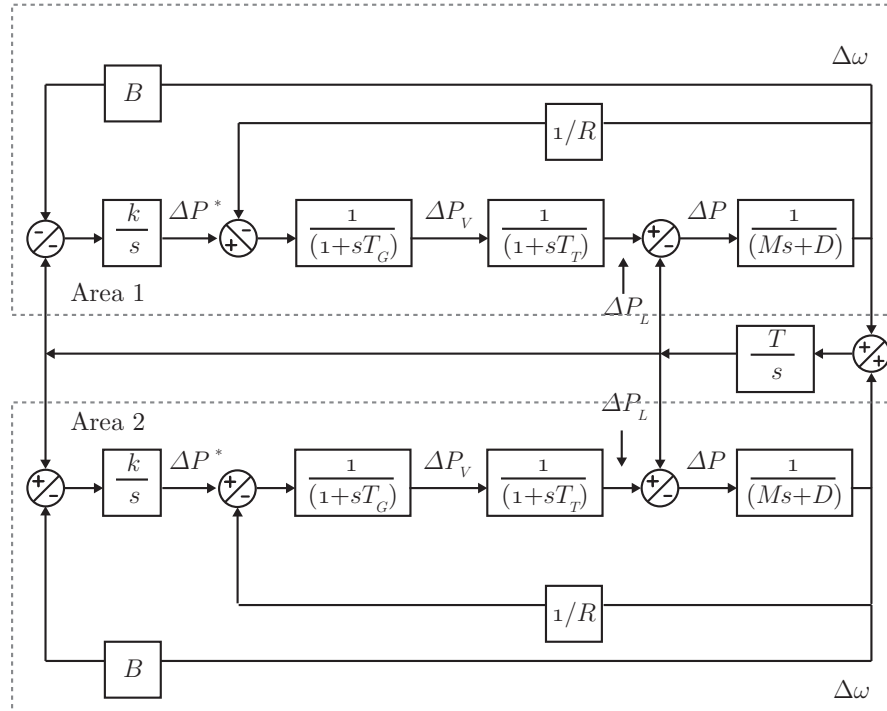 Δω
B
1/R
k
s
ΔP*
1
(1+sT_G)
ΔP_V
1
(1+sT_T)
ΔP
1
(Ms+D)
- -
- +
+ -
Area 1
ΔP_L
T
s
+ +
Area 2
ΔP_L
k
s
ΔP*
1
(1+sT_G)
ΔP_V
1
(1+sT_T)
ΔP
1
(Ms+D)
+ -
+ -
+ -
1/R
B
Δω